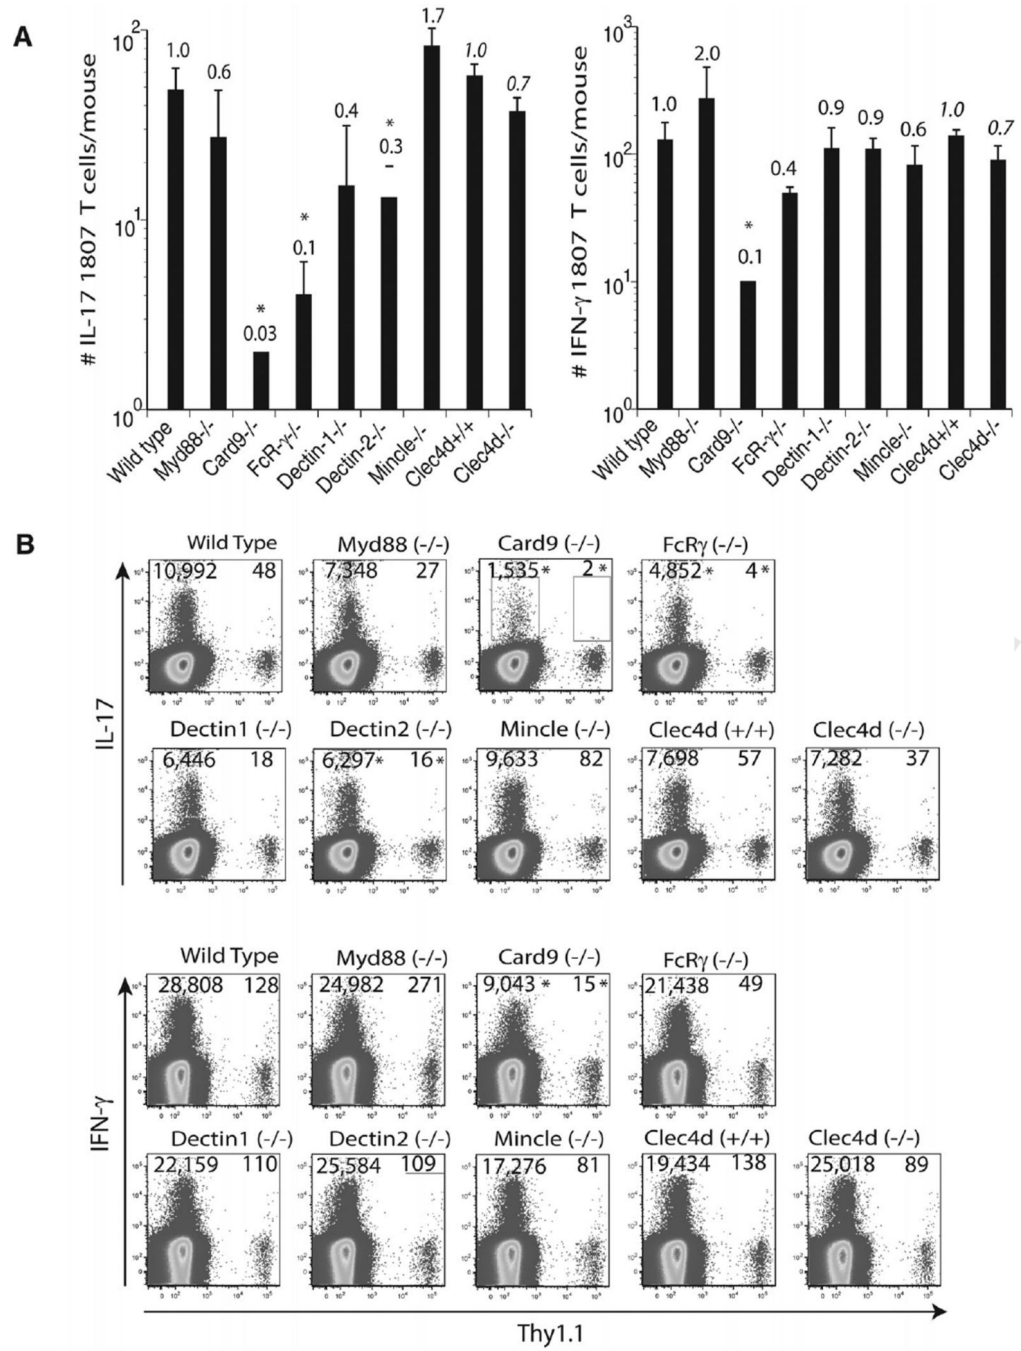 A
# IL-17 1807 T cells/mouse
10²
10¹
10⁰
1.0
0.6
0.03
*
0.1
*
0.4
0.3
*
1.7
1.0
0.7
Wild type
Myd88-/-
Card9-/-
FcR-γ-/-
Dectin-1-/-
Dectin-2-/-
Mincle-/-
Clec4d+/+
Clec4d-/-
# IFN-γ 1807 T cells/mouse
10³
10²
10¹
10⁰
1.0
2.0
0.1
*
0.4
0.9
0.9
0.6
1.0
0.7
Wild type
Myd88-/-
Card9-/-
FcR-γ-/-
Dectin-1-/-
Dectin-2-/-
Mincle-/-
Clec4d+/+
Clec4d-/-
B
IL-17
Wild Type
10,992 48
Myd88 (-/-)
7,348 27
Card9 (-/-)
1,535* 2*
FcRγ (-/-)
4,852* 4*
Dectin1 (-/-)
6,446 18
Dectin2 (-/-)
6,297* 16*
Mincle (-/-)
9,633 82
Clec4d (+/+)
7,698 57
Clec4d (-/-)
7,282 37
IFN-γ
Wild Type
28,808 128
Myd88 (-/-)
24,982 271
Card9 (-/-)
9,043* 15*
FcRγ (-/-)
21,438 49
Dectin1 (-/-)
22,159 110
Dectin2 (-/-)
25,584 109
Mincle (-/-)
17,276 81
Clec4d (+/+)
19,434 138
Clec4d (-/-)
25,018 89
Thy1.1